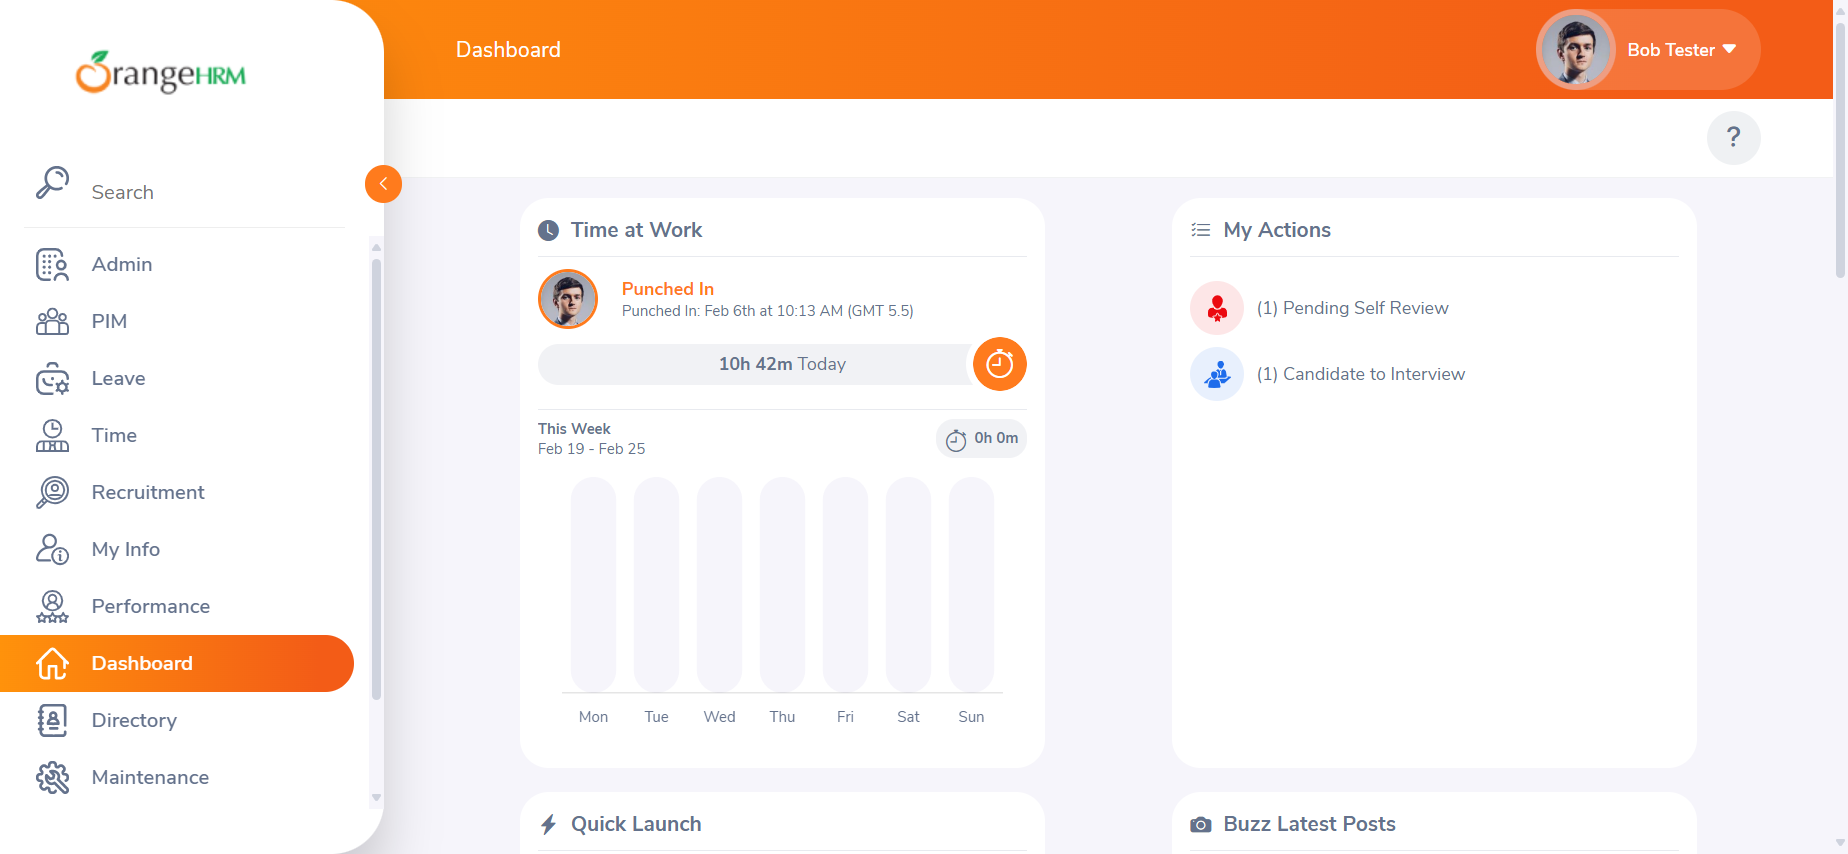 OrangeHRM
Search
Admin
PIM
Leave
Time
Recruitment
My Info
Performance
Dashboard
Directory
Maintenance
Dashboard
Bob Tester
?
Time at Work
Punched In
Punched In: Feb 6th at 10:13 AM (GMT 5.5)
10h 42m Today
This Week
Feb 19 - Feb 25
0h 0m
Mon Tue Wed Thu Fri Sat Sun
My Actions
(1) Pending Self Review
(1) Candidate to Interview
Quick Launch
Buzz Latest Posts